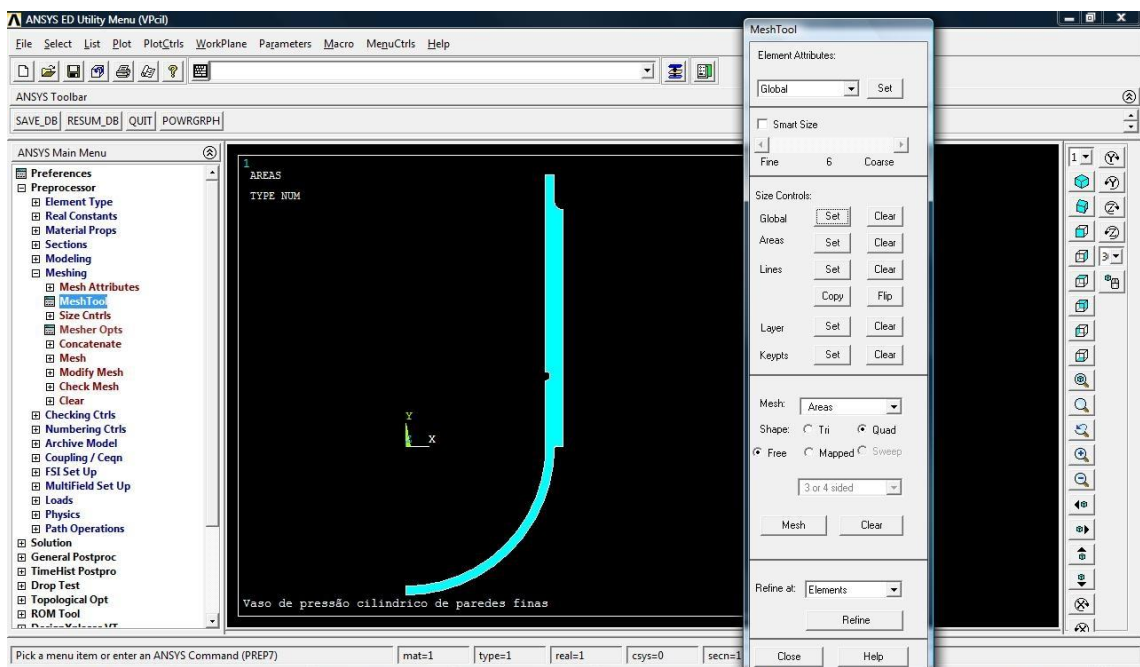 ANSYS ED Utility Menu (VPcil)
File Select List Plot PlotCtrls WorkPlane Parameters Macro MenuCtrls Help
ANSYS Toolbar
SAVE_DB RESUM_DB QUIT POWRGRPH
ANSYS Main Menu
Preferences
Preprocessor
Element Type
Real Constants
Material Props
Sections
Modeling
Meshing
Mesh Attributes
MeshTool
Size Cntrls
Mesher Opts
Concatenate
Mesh
Modify Mesh
Check Mesh
Clear
Checking Ctrls
Numbering Ctrls
Archive Model
Coupling / Ceqn
FSI Set Up
MultiField Set Up
Loads
Physics
Path Operations
Solution
General Postproc
TimeHist Postpro
Drop Test
Topological Opt
ROM Tool
1
AREAS
TYPE NUM
Y
X
Vaso de pressão cilindrico de paredes finas
MeshTool
Element Attributes:
Global Set
Smart Size
Fine 6 Coarse
Size Controls:
Global Set Clear
Areas Set Clear
Lines Set Clear
Copy Flip
Layer Set Clear
Keypts Set Clear
Mesh: Areas
Shape: Tri Quad
Free Mapped Sweep
3 or 4 sided
Mesh Clear
Refine at: Elements
Refine
Close Help
1
Pick a menu item or enter an ANSYS Command (PREP7)
mat=1 type=1 real=1 csys=0 secn=1